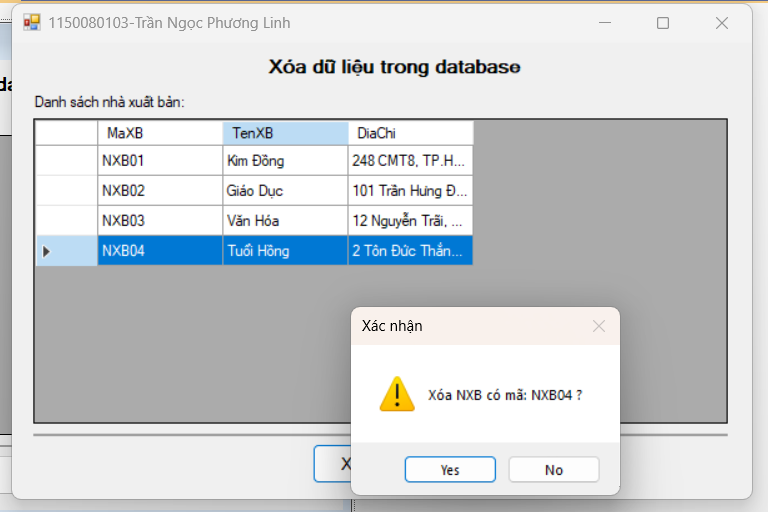 1150080103-Trần Ngọc Phương Linh
Xóa dữ liệu trong database
Danh sách nhà xuất bản:
MaXB TenXB DiaChi
NXB01 Kim Đồng 248 CMT8, TP.H...
NXB02 Giáo Dục 101 Trần Hưng Đ...
NXB03 Văn Hóa 12 Nguyễn Trãi, ...
NXB04 Tuổi Hồng 2 Tôn Đức Thắn...
Xác nhận
Xóa NXB có mã: NXB04 ?
Yes No